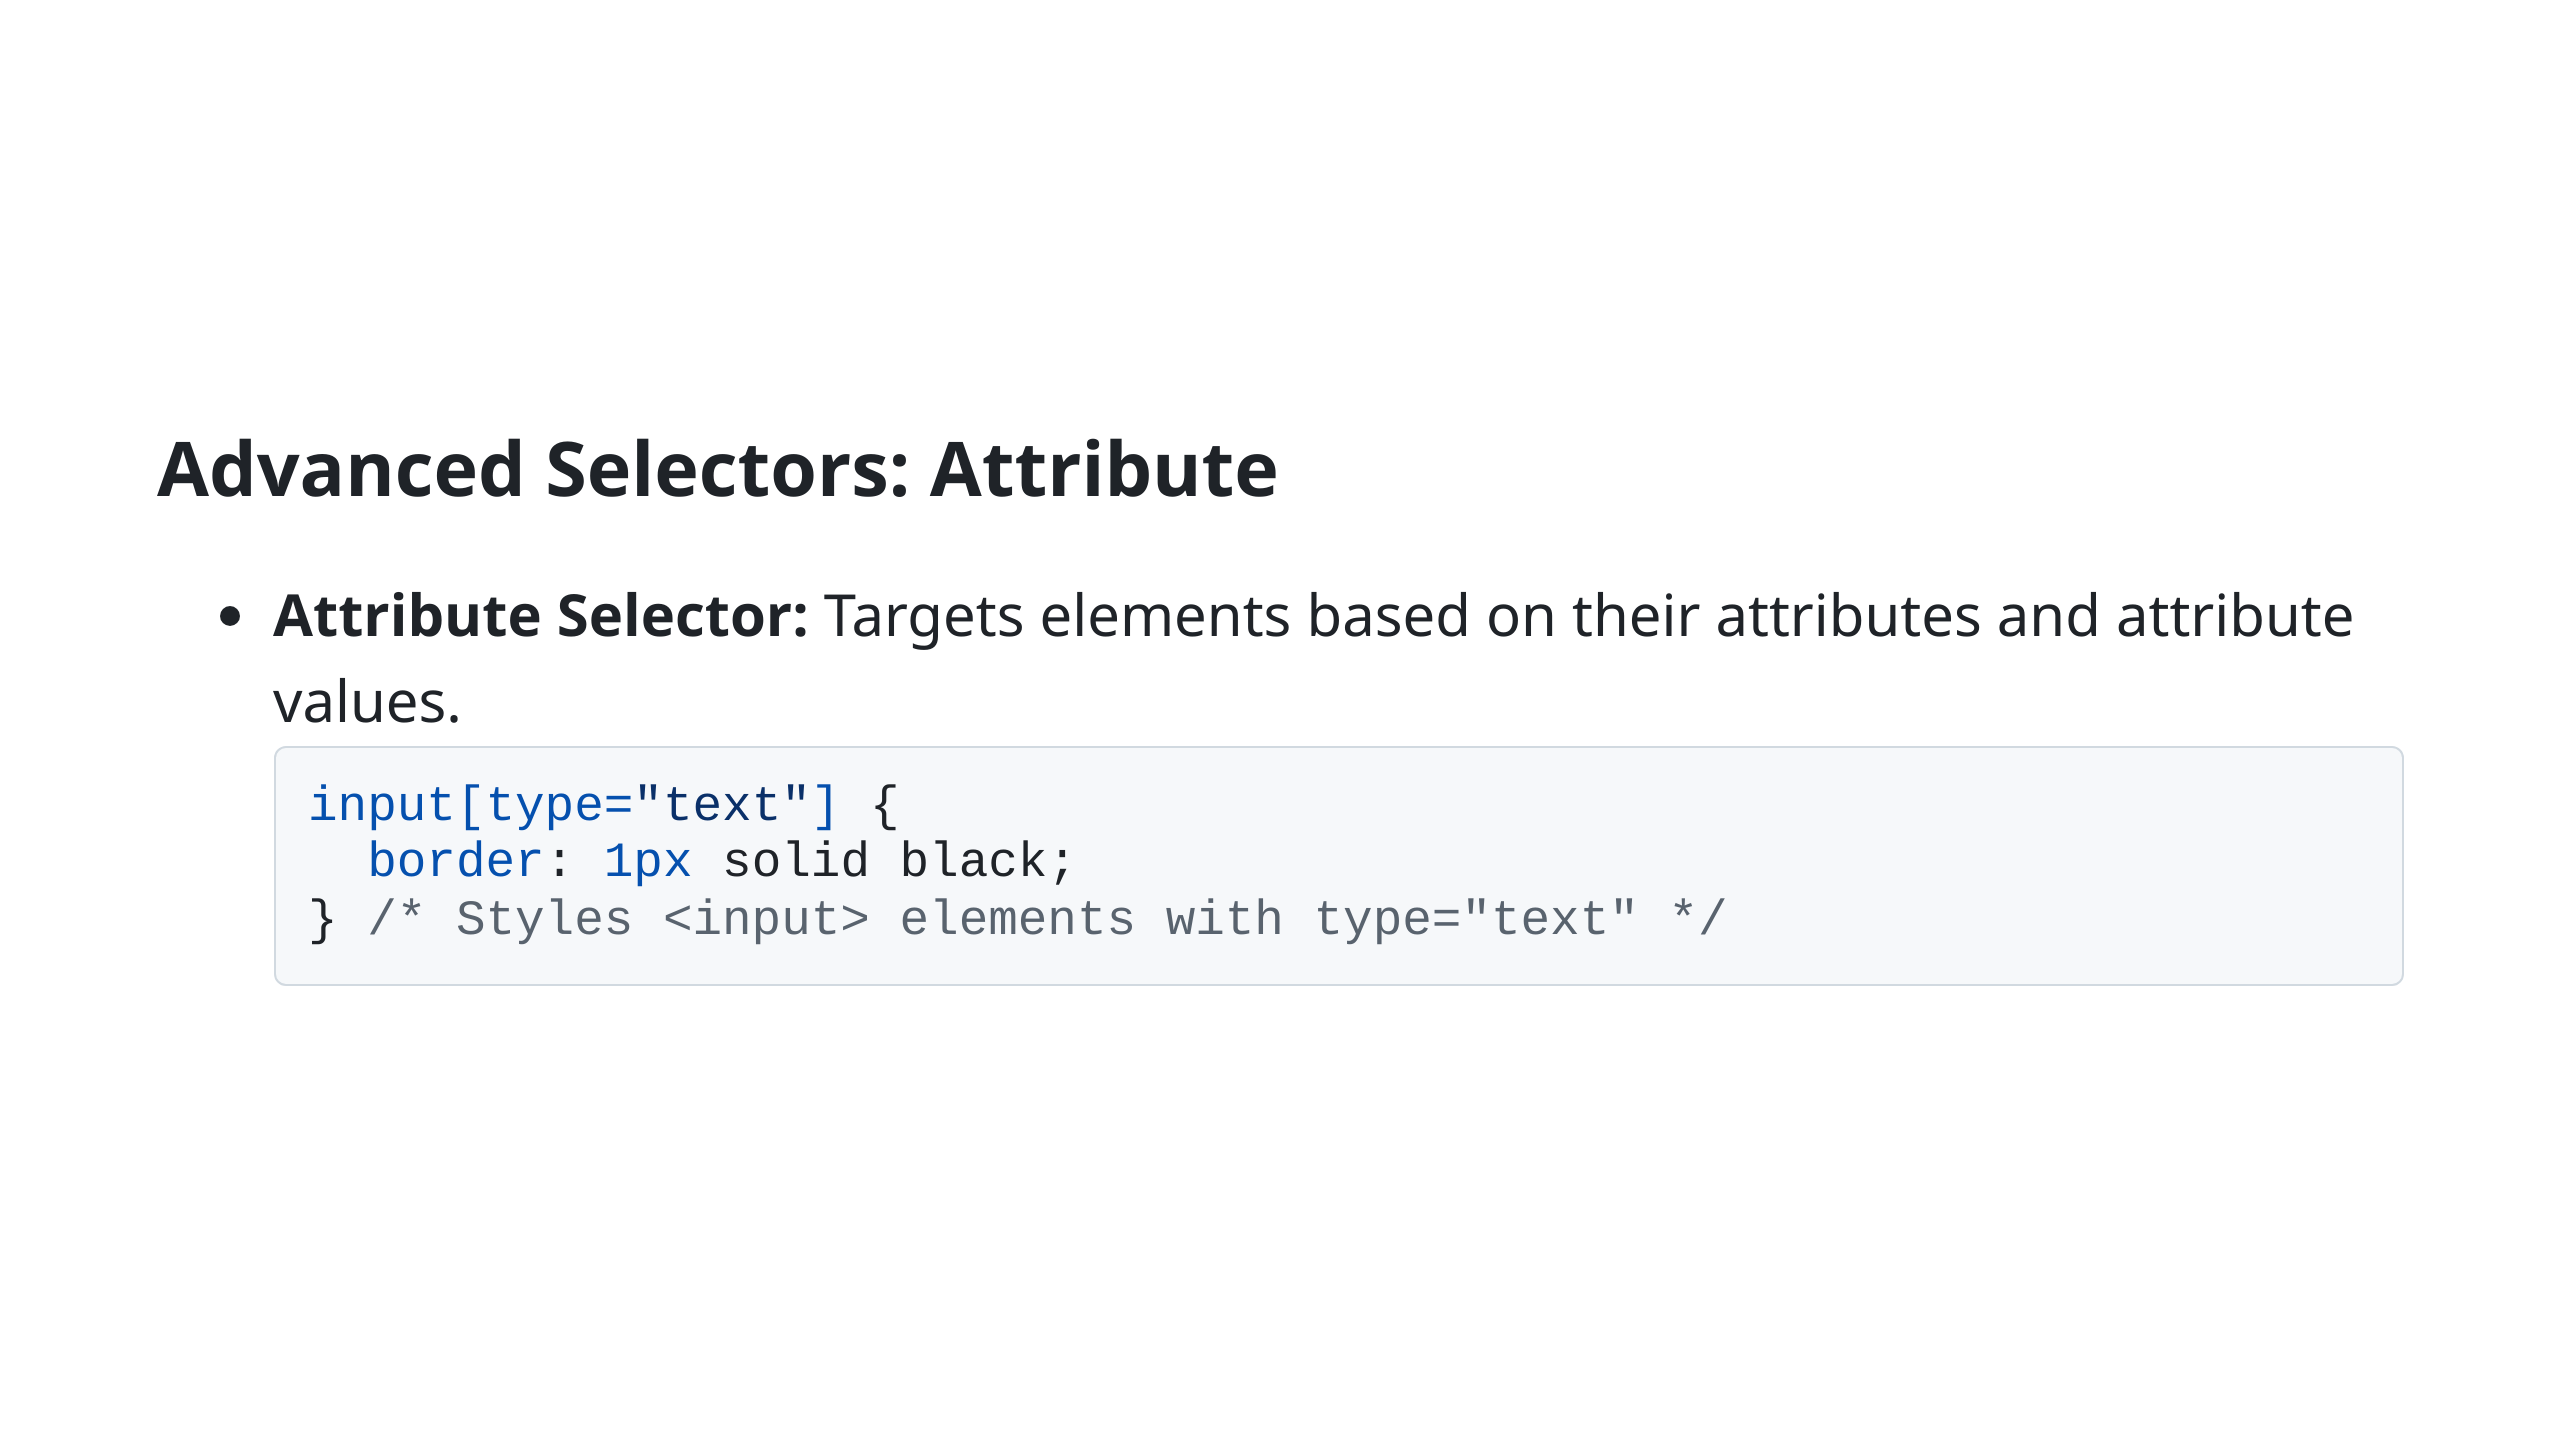 Advanced Selectors: Attribute
• Attribute Selector: Targets elements based on their attributes and attribute
values.
input[type="text"] {
  border: 1px solid black;
} /* Styles <input> elements with type="text" */